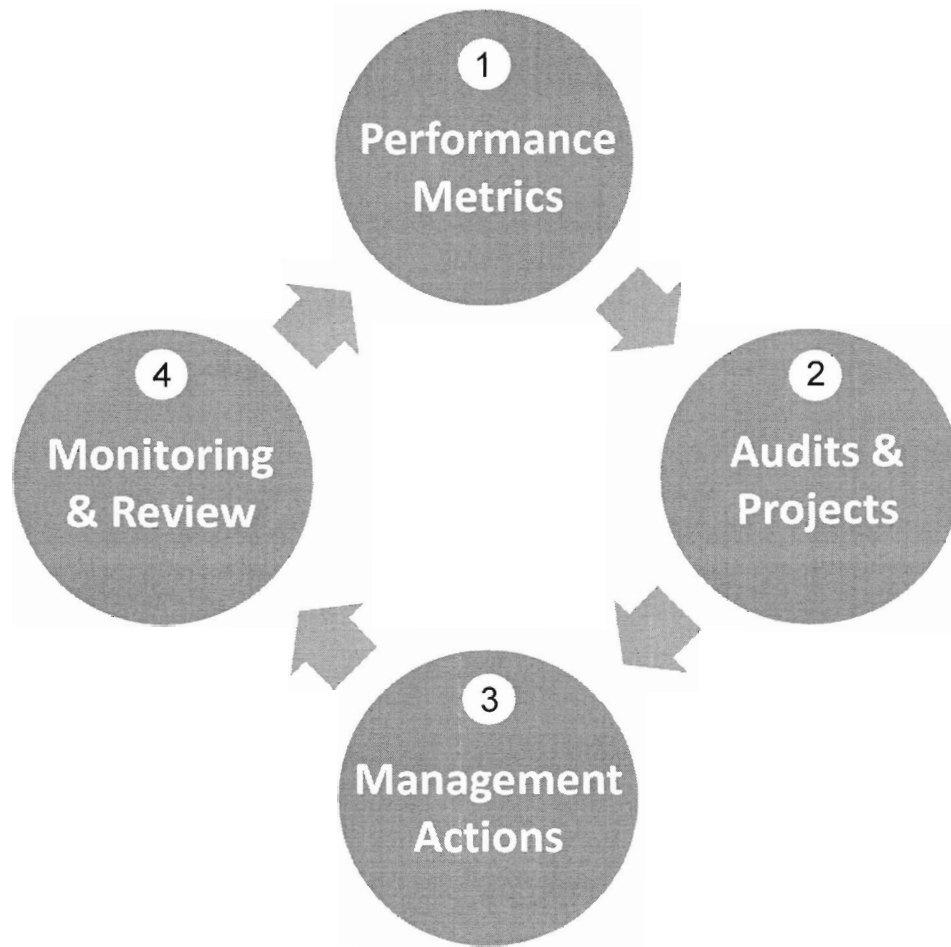 1
Performance
Metrics
2
Audits &
Projects
3
Management
Actions
4
Monitoring
& Review